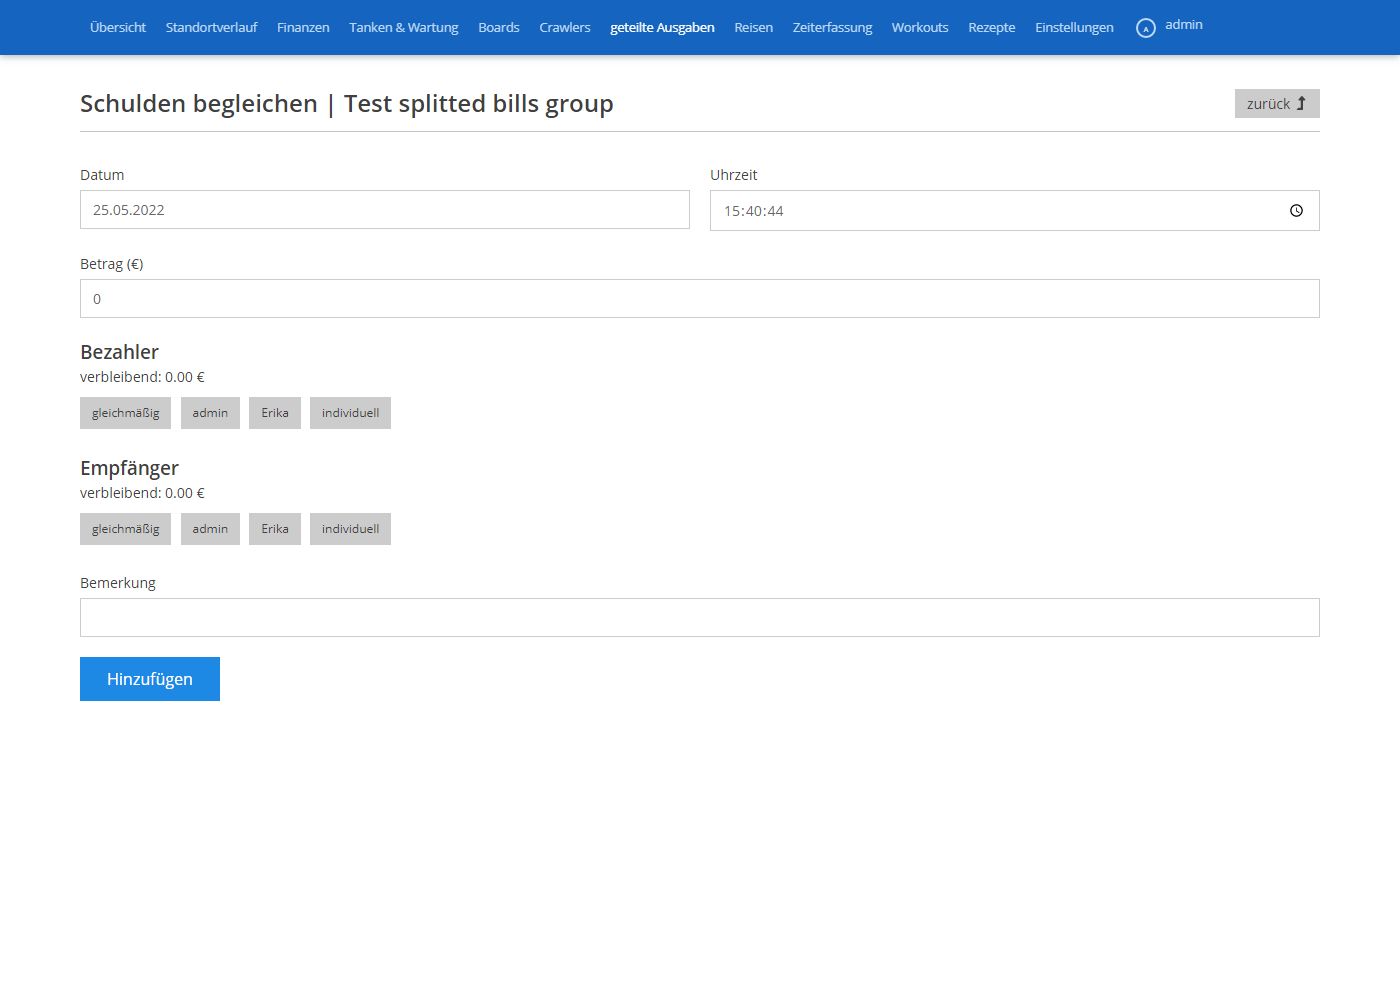 Übersicht Standortverlauf Finanzen Tanken & Wartung Boards Crawlers geteilte Ausgaben Reisen Zeiterfassung Workouts Rezepte Einstellungen A admin
Schulden begleichen | Test splitted bills group zurück
Datum Uhrzeit
25.05.2022 15:40:44
Betrag (€)
0
Bezahler
verbleibend: 0.00 €
gleichmäßig admin Erika individuell
Empfänger
verbleibend: 0.00 €
gleichmäßig admin Erika individuell
Bemerkung
Hinzufügen